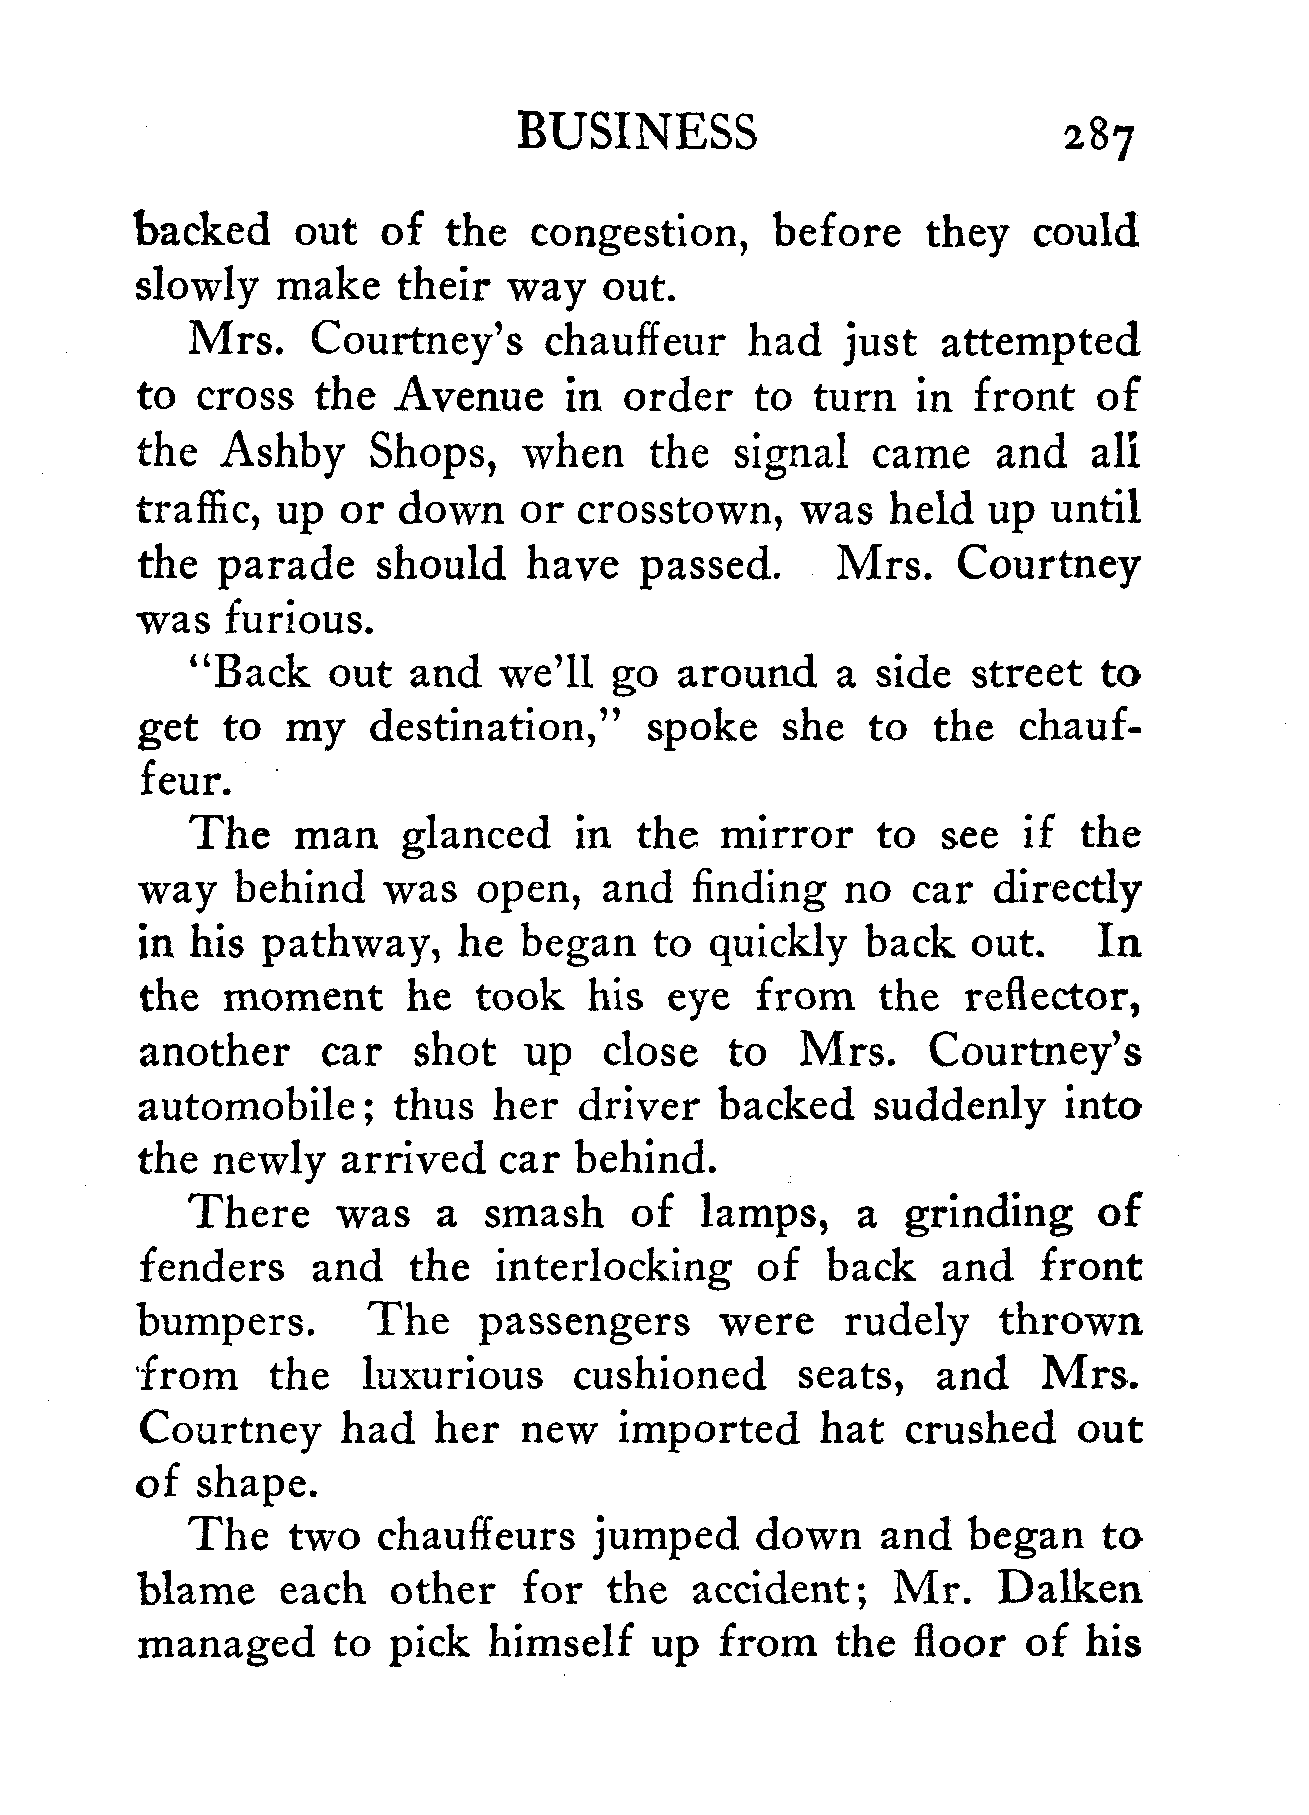 BUSINESS 287
backed out of the congestion, before they could
slowly make their way out.
Mrs. Courtney’s chauffeur had just attempted
to cross the Avenue in order to turn in front of
the Ashby Shops, when the signal came and all
traffic, up or down or crosstown, was held up until
the parade should have passed. Mrs. Courtney
was furious.
“Back out and we’ll go around a side street to
get to my destination,” spoke she to the chauf-
feur.
The man glanced in the mirror to see if the
way behind was open, and finding no car directly
in his pathway, he began to quickly back out. In
the moment he took his eye from the reflector,
another car shot up close to Mrs. Courtney’s
automobile; thus her driver backed suddenly into
the newly arrived car behind.
There was a smash of lamps, a grinding of
fenders and the interlocking of back and front
bumpers. The passengers were rudely thrown
from the luxurious cushioned seats, and Mrs.
Courtney had her new imported hat crushed out
of shape.
The two chauffeurs jumped down and began to
blame each other for the accident; Mr. Dalken
managed to pick himself up from the floor of his